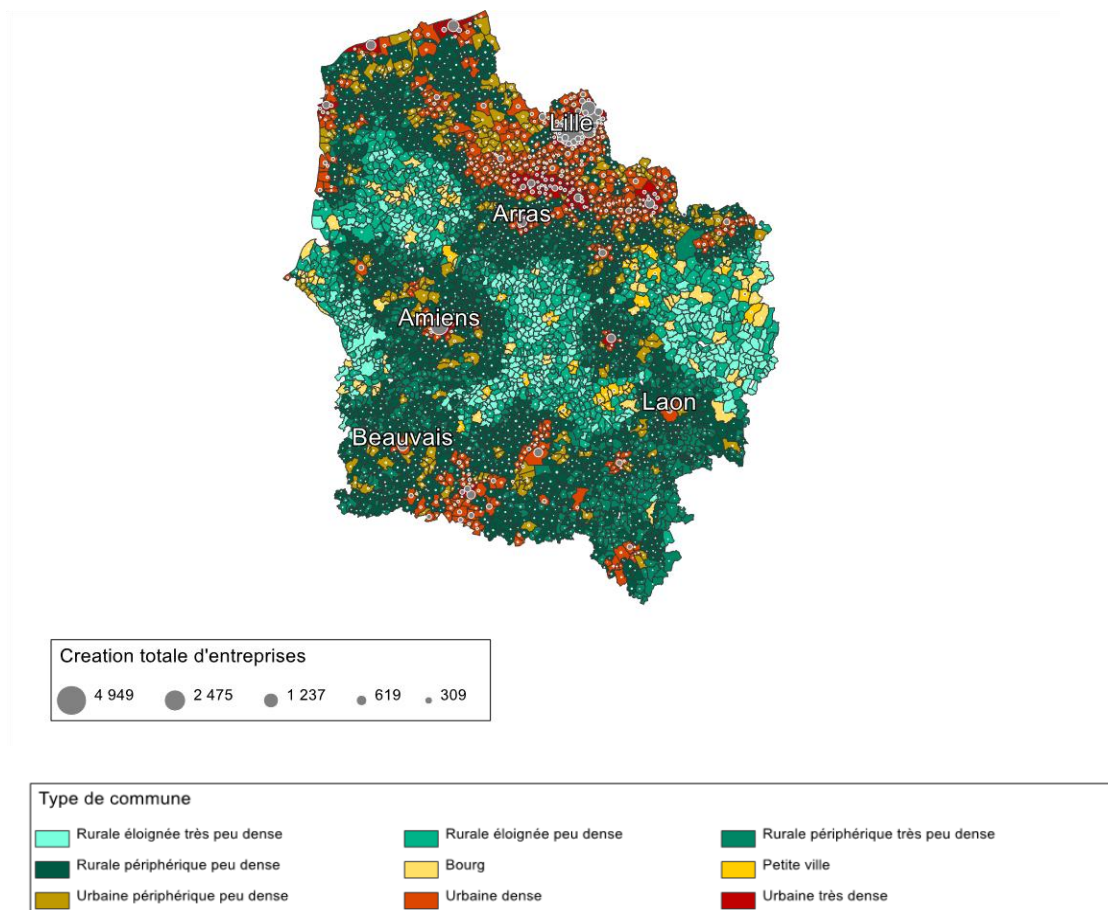 Lille
Arras
Amiens
Laon
Beauvais
Creation totale d'entreprises
4 949 2 475 1 237 619 309
Type de commune
Rurale éloignée très peu dense Rurale éloignée peu dense Rurale périphérique très peu dense
Rurale périphérique peu dense Bourg Petite ville
Urbaine périphérique peu dense Urbaine dense Urbaine très dense